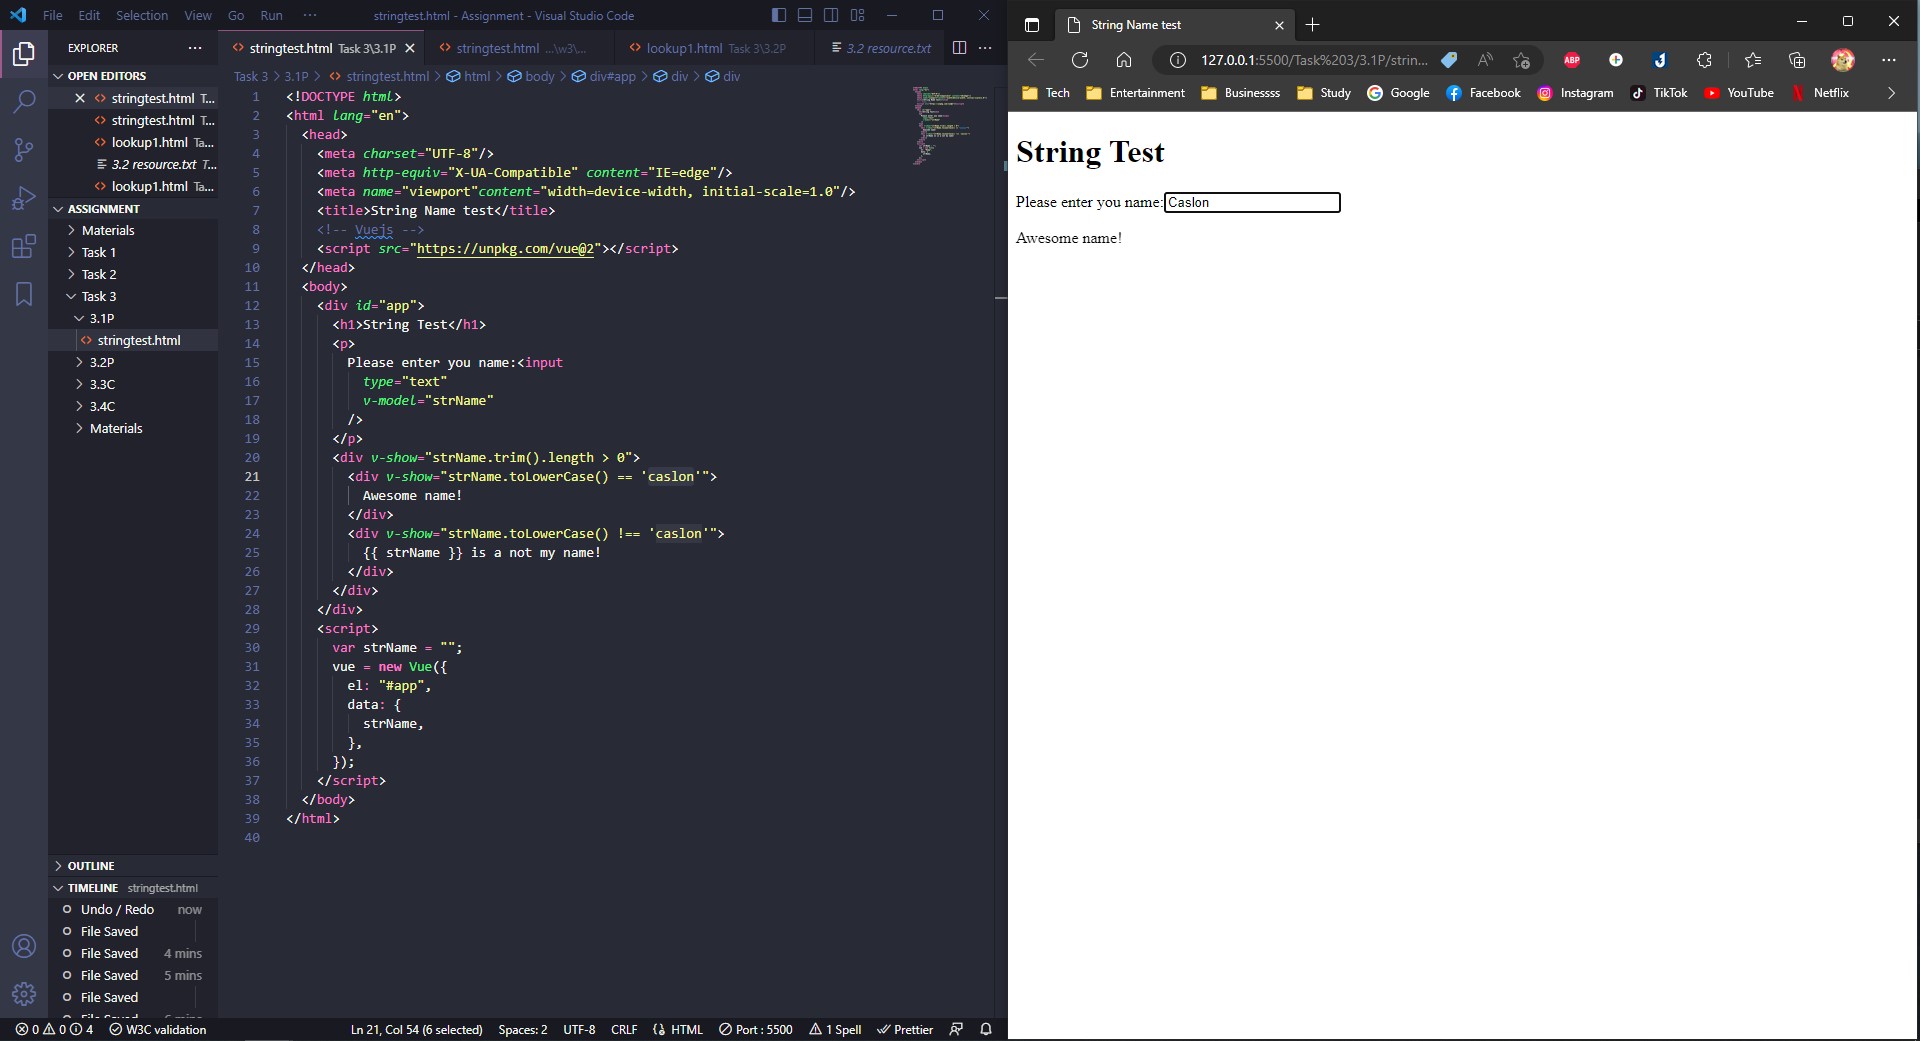 File Edit Selection View Go Run ··· stringtest.html - Assignment - Visual Studio Code
EXPLORER ···
OPEN EDITORS
stringtest.html T...
stringtest.html T...
lookup1.html Ta...
3.2 resource.txt T...
lookup1.html Ta...
ASSIGNMENT
Materials
Task 1
Task 2
Task 3
3.1P
stringtest.html
3.2P
3.3C
3.4C
Materials
OUTLINE
TIMELINE stringtest.html
Undo / Redo now
File Saved
File Saved 4 mins
File Saved 5 mins
File Saved
stringtest.html Task 3\3.1P stringtest.html ...\w3\... lookup1.html Task 3\3.2P 3.2 resource.txt
Task 3 > 3.1P > stringtest.html > html > body > div#app > div > div
1 <!DOCTYPE html>
2 <html lang="en">
3 <head>
4 <meta charset="UTF-8"/>
5 <meta http-equiv="X-UA-Compatible" content="IE=edge"/>
6 <meta name="viewport"content="width=device-width, initial-scale=1.0"/>
7 <title>String Name test</title>
8 <!-- Vuejs -->
9 <script src="https://unpkg.com/vue@2"></script>
10 </head>
11 <body>
12 <div id="app">
13 <h1>String Test</h1>
14 <p>
15 Please enter you name:<input
16 type="text"
17 v-model="strName"
18 />
19 </p>
20 <div v-show="strName.trim().length > 0">
21 <div v-show="strName.toLowerCase() == 'caslon'">
22 Awesome name!
23 </div>
24 <div v-show="strName.toLowerCase() !== 'caslon'">
25 {{ strName }} is a not my name!
26 </div>
27 </div>
28 </div>
29 <script>
30 var strName = "";
31 vue = new Vue({
32 el: "#app",
33 data: {
34 strName,
35 },
36 });
37 </script>
38 </body>
39 </html>
40
0 0 4 W3C validation Ln 21, Col 54 (6 selected) Spaces: 2 UTF-8 CRLF HTML Port : 5500 1 Spell Prettier
String Name test
127.0.0.1:5500/Task%203/3.1P/strin... ABP
Tech Entertainment Businessss Study Google Facebook Instagram TikTok YouTube Netflix
String Test
Please enter you name: Caslon
Awesome name!